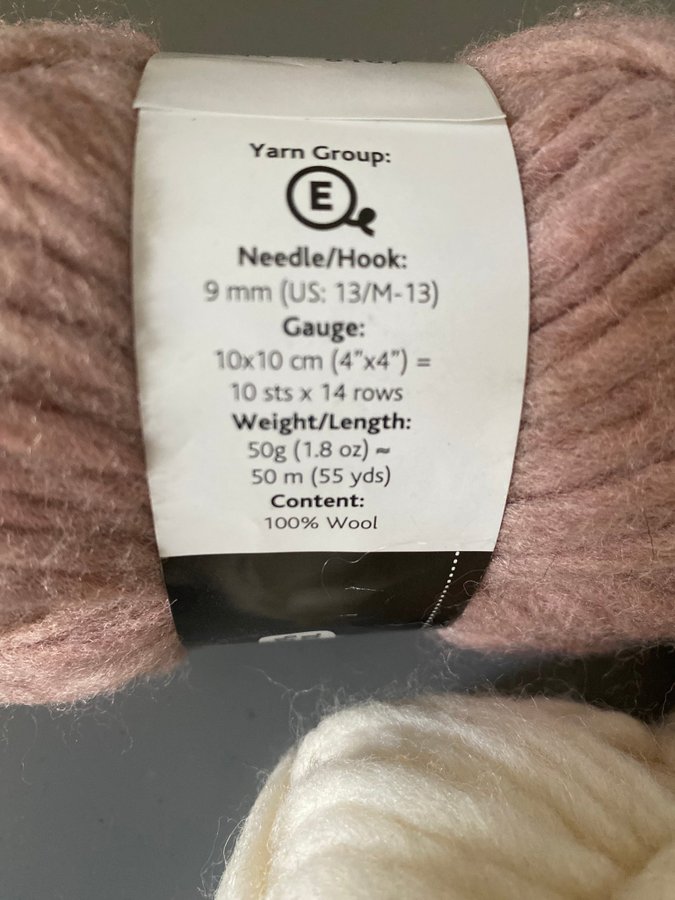 Yarn Group:
E
Needle/Hook:
9 mm (US: 13/M-13)
Gauge:
10x10 cm (4”x4”) =
10 sts x 14 rows
Weight/Length:
50g (1.8 oz) ≈
50 m (55 yds)
Content:
100% Wool